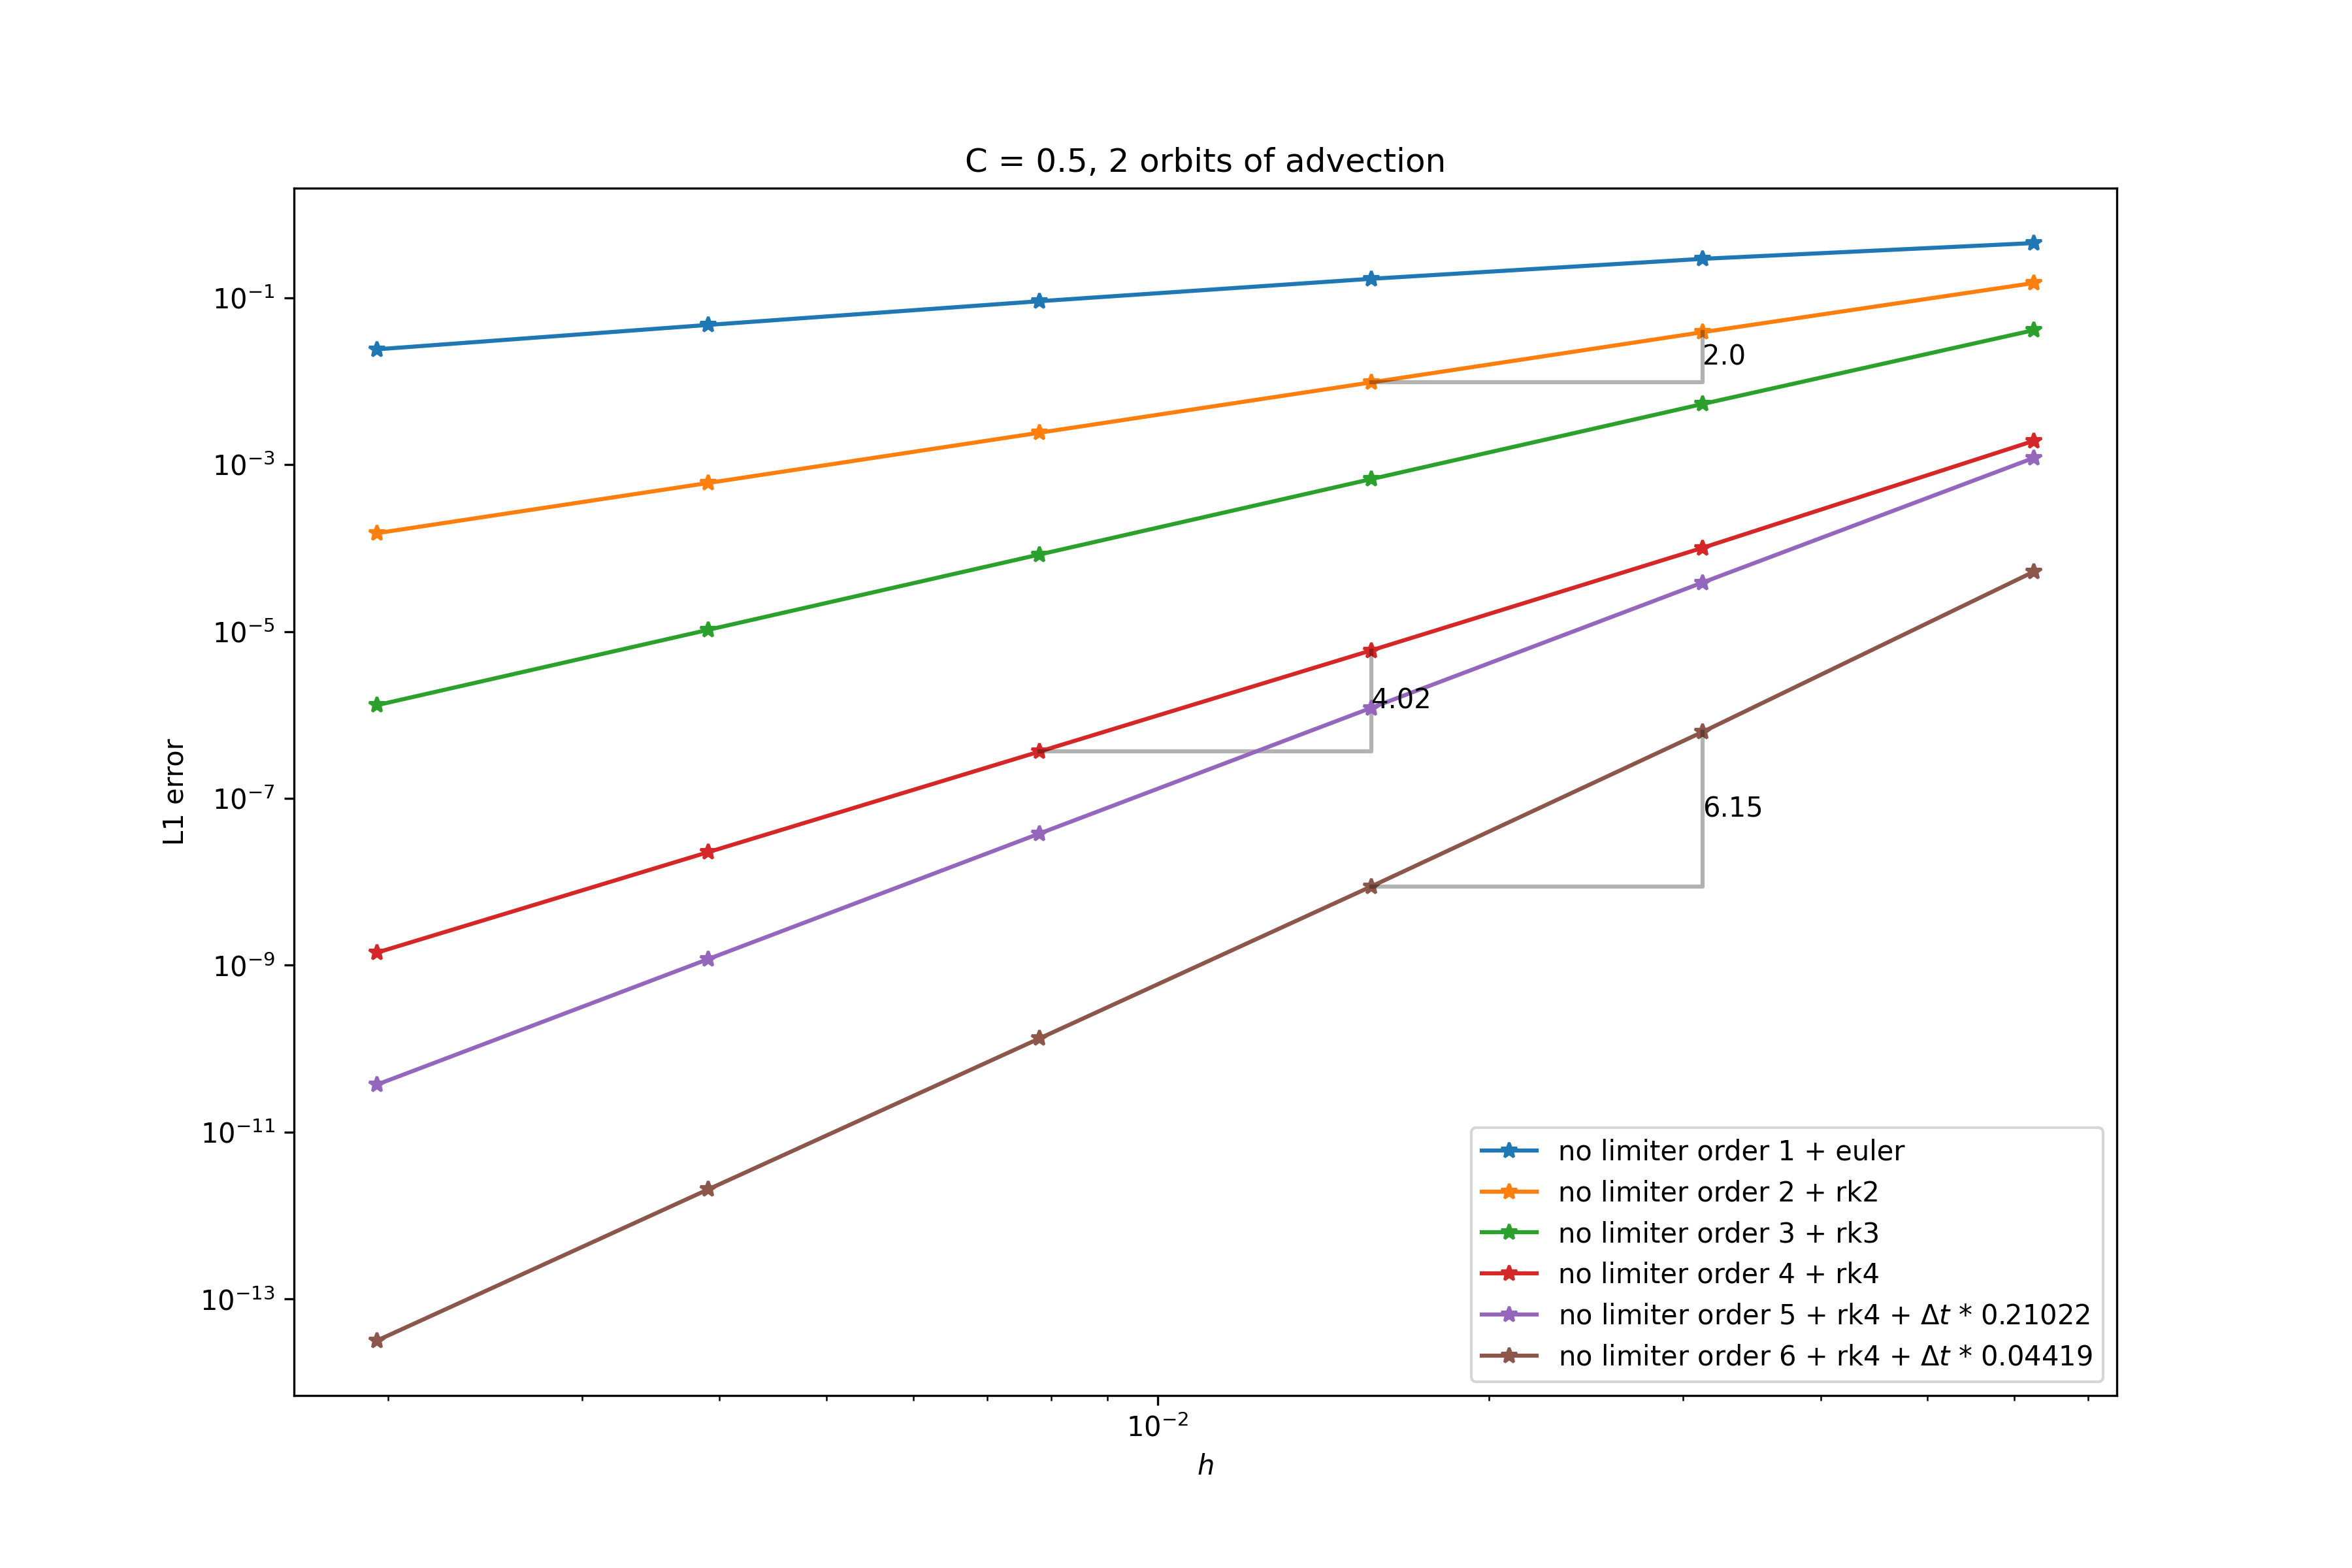 C = 0.5, 2 orbits of advection
10⁻¹
10⁻³
10⁻⁵
10⁻⁷
10⁻⁹
10⁻¹¹
10⁻¹³
L1 error
2.0
4.02
6.15
no limiter order 1 + euler
no limiter order 2 + rk2
no limiter order 3 + rk3
no limiter order 4 + rk4
no limiter order 5 + rk4 + Δt * 0.21022
no limiter order 6 + rk4 + Δt * 0.04419
10⁻²
h